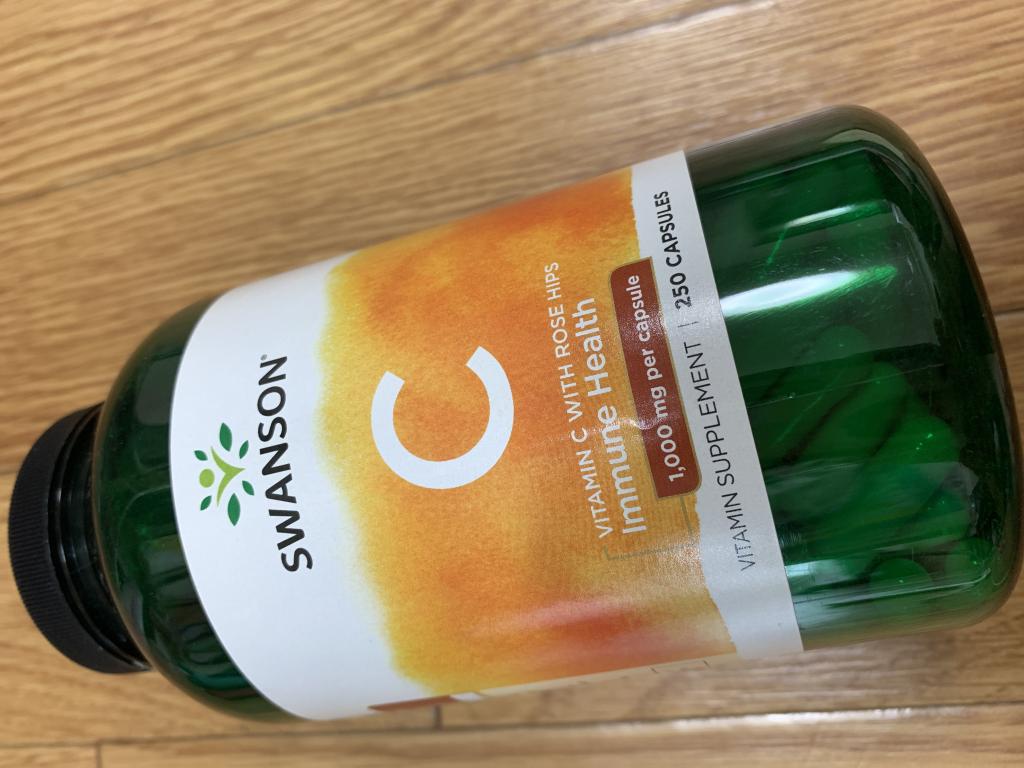 SWANSON®
C
VITAMIN C WITH ROSE HIPS
Immune Health
1,000 mg per capsule
VITAMIN SUPPLEMENT | 250 CAPSULES